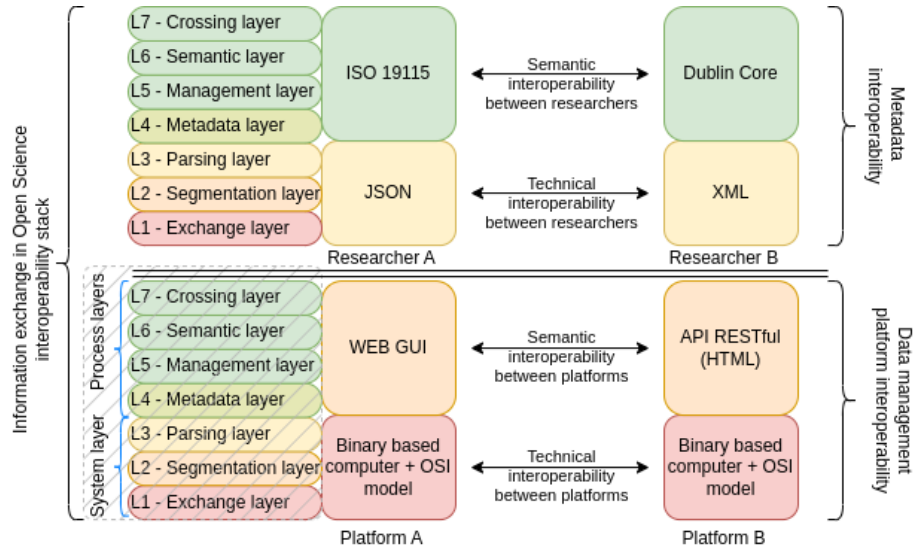 Information exchange in Open Science
interoperability stack
L7 - Crossing layer
L6 - Semantic layer
L5 - Management layer
L4 - Metadata layer
L3 - Parsing layer
L2 - Segmentation layer
L1 - Exchange layer
ISO 19115
JSON
Researcher A
Semantic
interoperability
between researchers
Technical
interoperability
between researchers
Dublin Core
XML
Researcher B
Metadata
interoperability
Process layers
System layer
L7 - Crossing layer
L6 - Semantic layer
L5 - Management layer
L4 - Metadata layer
L3 - Parsing layer
L2 - Segmentation layer
L1 - Exchange layer
WEB GUI
Binary based
computer + OSI
model
Platform A
Semantic
interoperability
between platforms
Technical
interoperability
between platforms
API RESTful
(HTML)
Binary based
computer + OSI
model
Platform B
Data management
platform interoperability